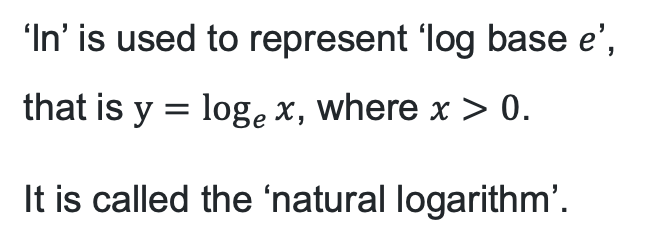 ‘ln’ is used to represent ‘log base e’,
that is y = logₑ x, where x > 0.
It is called the ‘natural logarithm’.